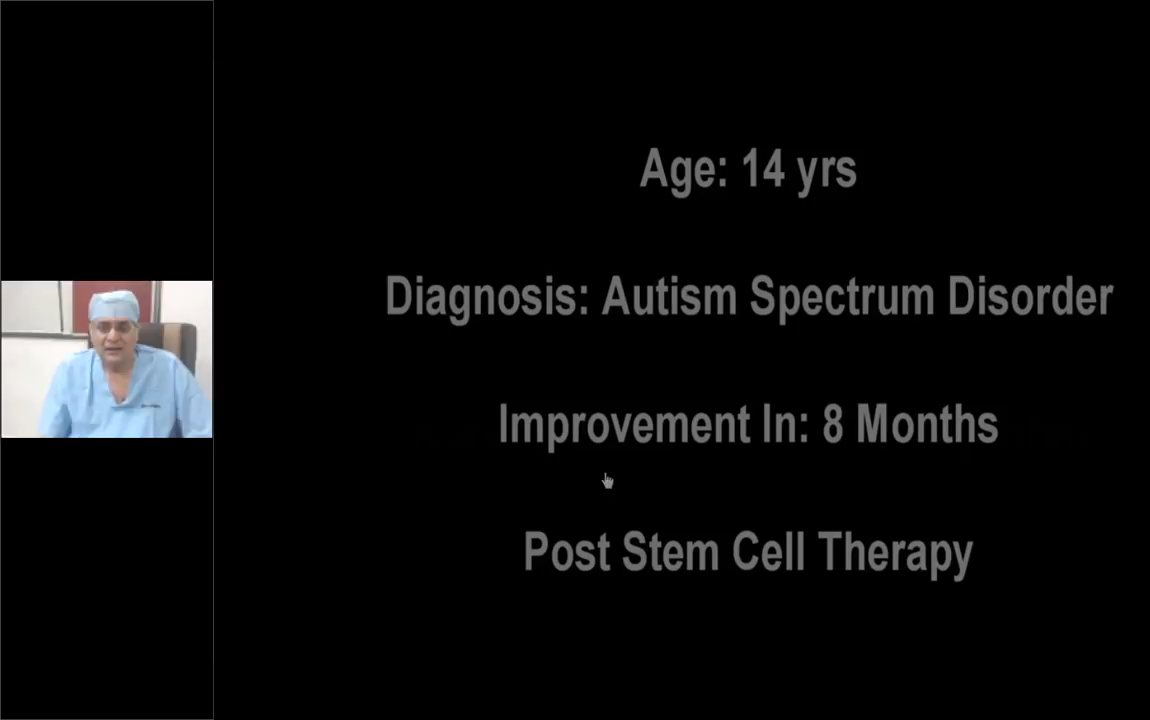 Age: 14 yrs
Diagnosis: Autism Spectrum Disorder
Improvement In: 8 Months
Post Stem Cell Therapy